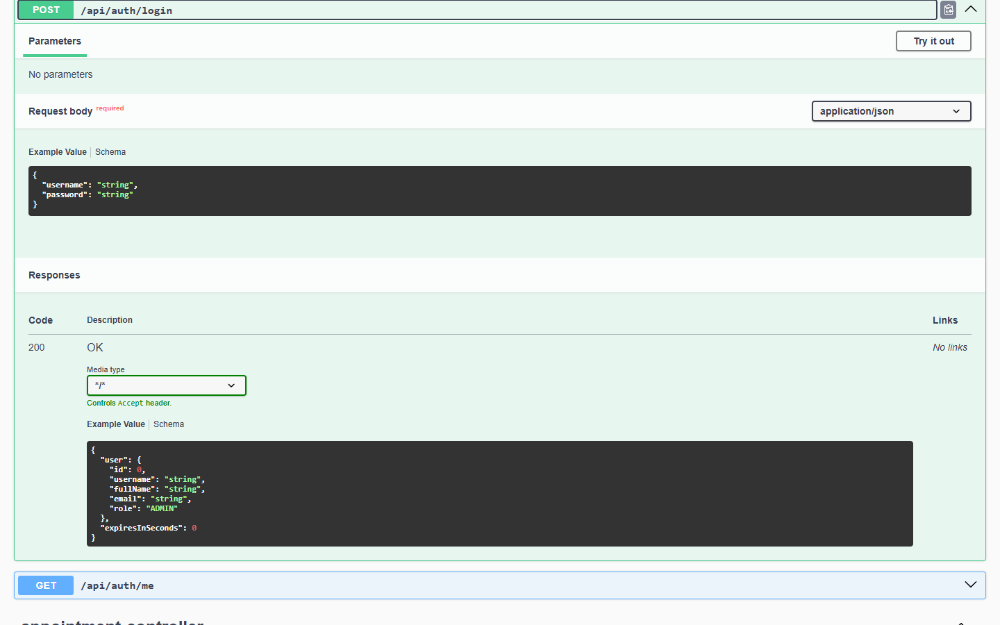 POST /api/auth/login
Parameters
Try it out
No parameters
Request body required
application/json
Example Value Schema
{
  "username": "string",
  "password": "string"
}
Responses
Code Description Links
200 OK No links
Media type
*/*
Controls Accept header.
Example Value Schema
{
  "user": {
    "id": 0,
    "username": "string",
    "fullName": "string",
    "email": "string",
    "role": "ADMIN"
  },
  "expiresInSeconds": 0
}
GET /api/auth/me
appointment-controller